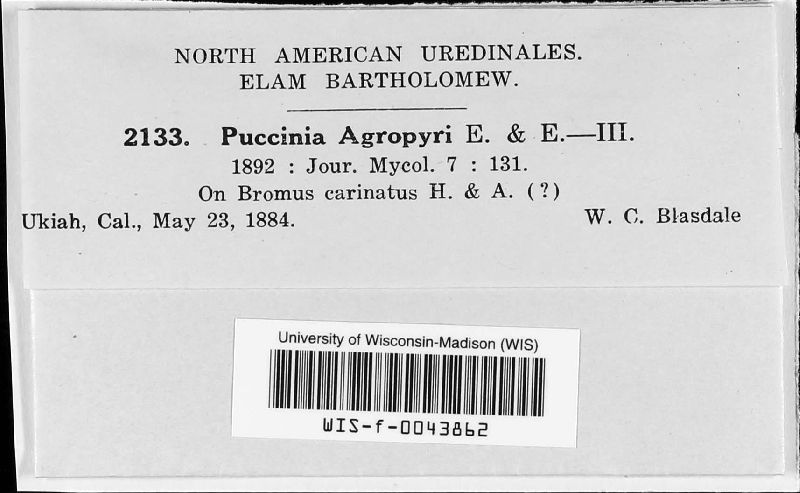 NORTH AMERICAN UREDINALES.
ELAM BARTHOLOMEW.
2133. Puccinia Agropyri E. & E.—III.
1892 : Jour. Mycol. 7 : 131.
On Bromus carinatus H. & A. (?)
Ukiah, Cal., May 23, 1884. W. C. Blasdale
University of Wisconsin-Madison (WIS)
WIS-f-0043862